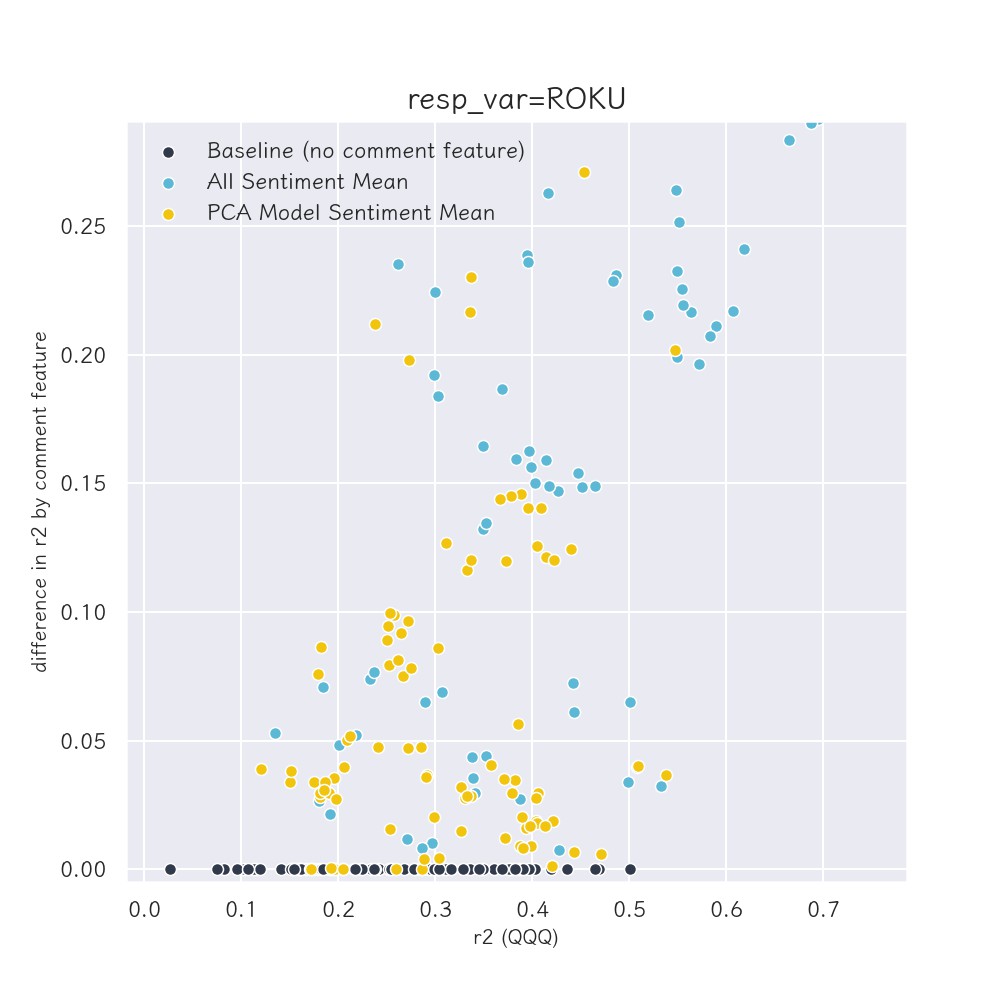 resp_var=ROKU
Baseline (no comment feature)
All Sentiment Mean
PCA Model Sentiment Mean
difference in r2 by comment feature
0.25
0.20
0.15
0.10
0.05
0.00
0.0 0.1 0.2 0.3 0.4 0.5 0.6 0.7
r2 (QQQ)